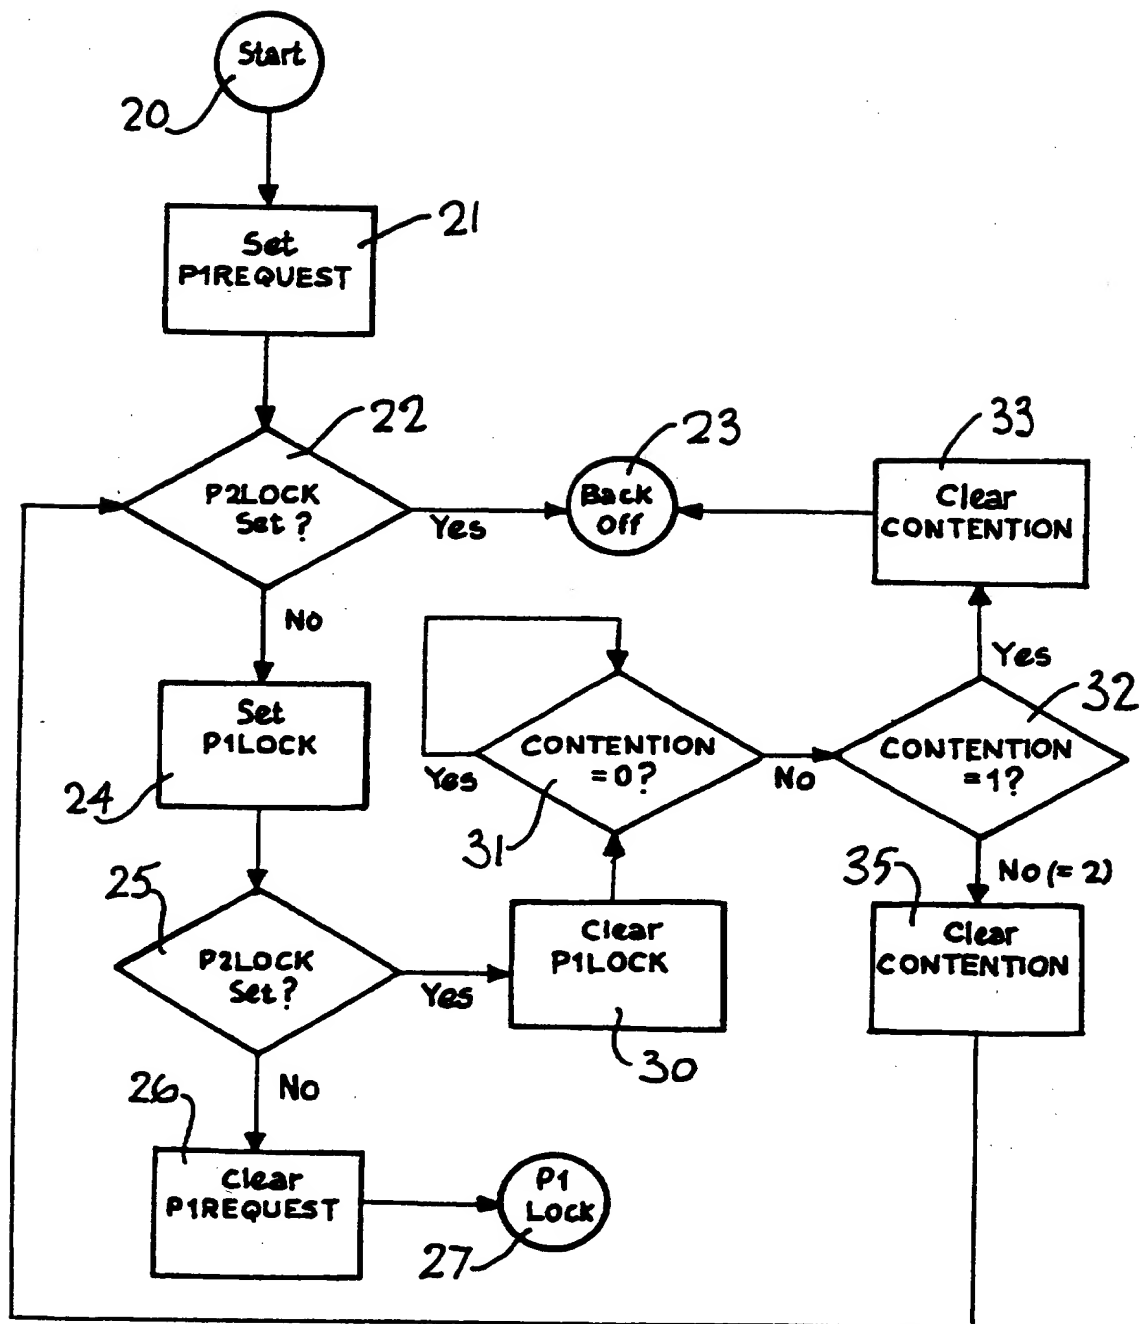 Start
20
21
Set
P1REQUEST
22
P2LOCK
Set?
Yes
23
Back
Off
33
Clear
CONTENTION
No
Set
P1LOCK
24
Yes
CONTENTION
=0?
31
No
Yes
32
CONTENTION
=1?
No (=2)
25
P2LOCK
Set?
Yes
Clear
P1LOCK
30
35
Clear
CONTENTION
No
26
Clear
P1REQUEST
P1
Lock
27